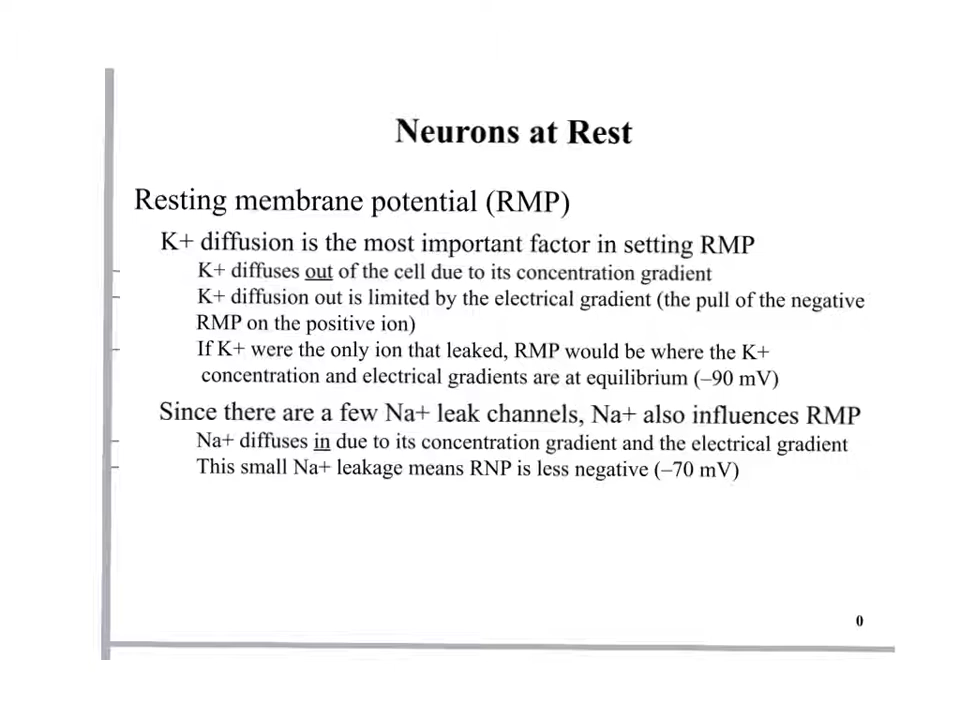 Neurons at Rest
Resting membrane potential (RMP)
K+ diffusion is the most important factor in setting RMP
K+ diffuses out of the cell due to its concentration gradient
K+ diffusion out is limited by the electrical gradient (the pull of the negative
RMP on the positive ion)
If K+ were the only ion that leaked, RMP would be where the K+
concentration and electrical gradients are at equilibrium (–90 mV)
Since there are a few Na+ leak channels, Na+ also influences RMP
Na+ diffuses in due to its concentration gradient and the electrical gradient
This small Na+ leakage means RNP is less negative (–70 mV)
0